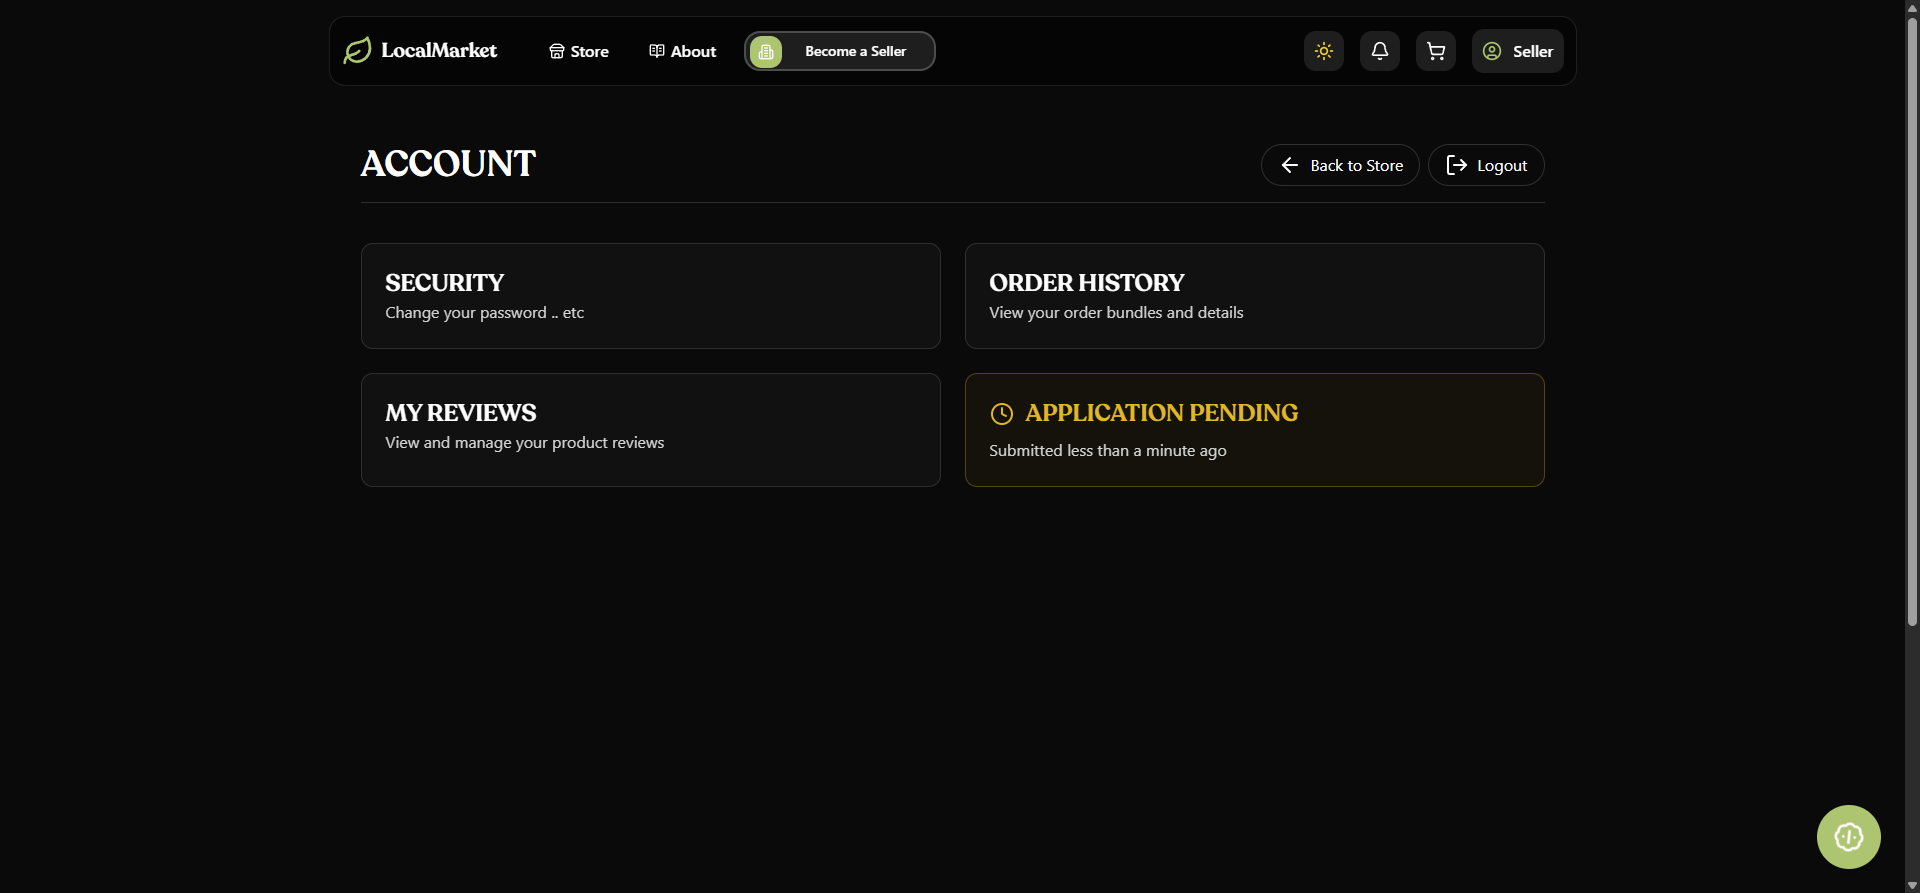 LocalMarket
Store
About
Become a Seller
Seller
ACCOUNT
Back to Store
Logout
SECURITY
Change your password .. etc
ORDER HISTORY
View your order bundles and details
MY REVIEWS
View and manage your product reviews
APPLICATION PENDING
Submitted less than a minute ago